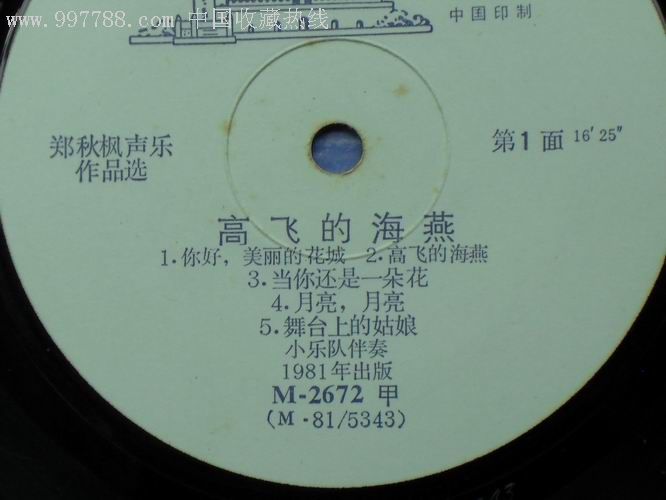 www.997788.com 中国收藏热线
中国印制
郑秋枫声乐
作品选
第1面 16′25″
高飞的海燕
1.你好，美丽的花城 2.高飞的海燕
3.当你还是一朵花
4.月亮，月亮
5.舞台上的姑娘
小乐队伴奏
1981年出版
M-2672 甲
(M·81/5343)